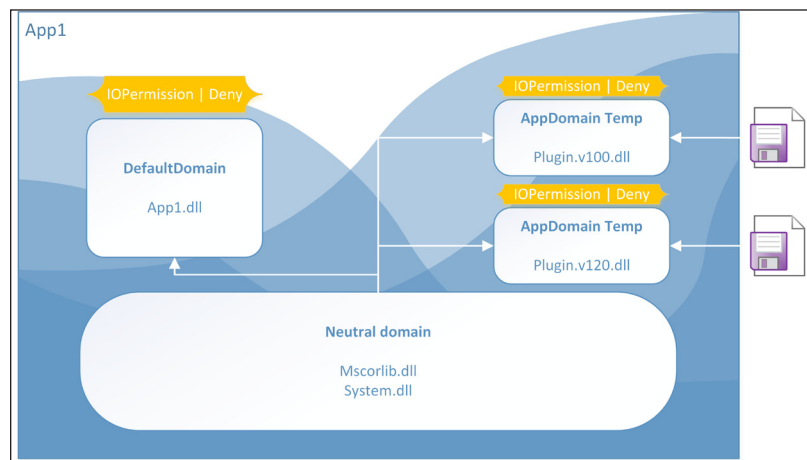 App1
IOPermission | Deny
DefaultDomain
App1.dll
IOPermission | Deny
AppDomain Temp
Plugin.v100.dll
IOPermission | Deny
AppDomain Temp
Plugin.v120.dll
Neutral domain
Mscorlib.dll
System.dll